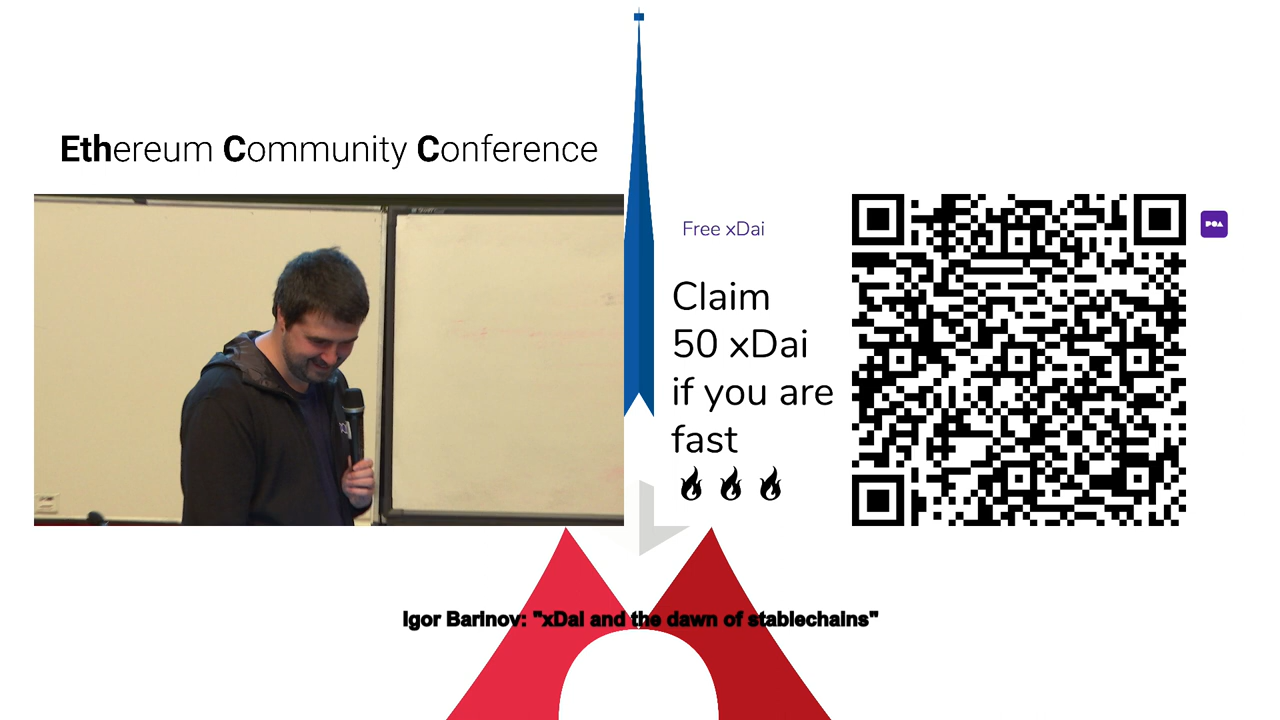 Ethereum Community Conference
Free xDai
POA
Claim
50 xDai
if you are
fast
Igor Barinov: "xDai and the dawn of stablechains"